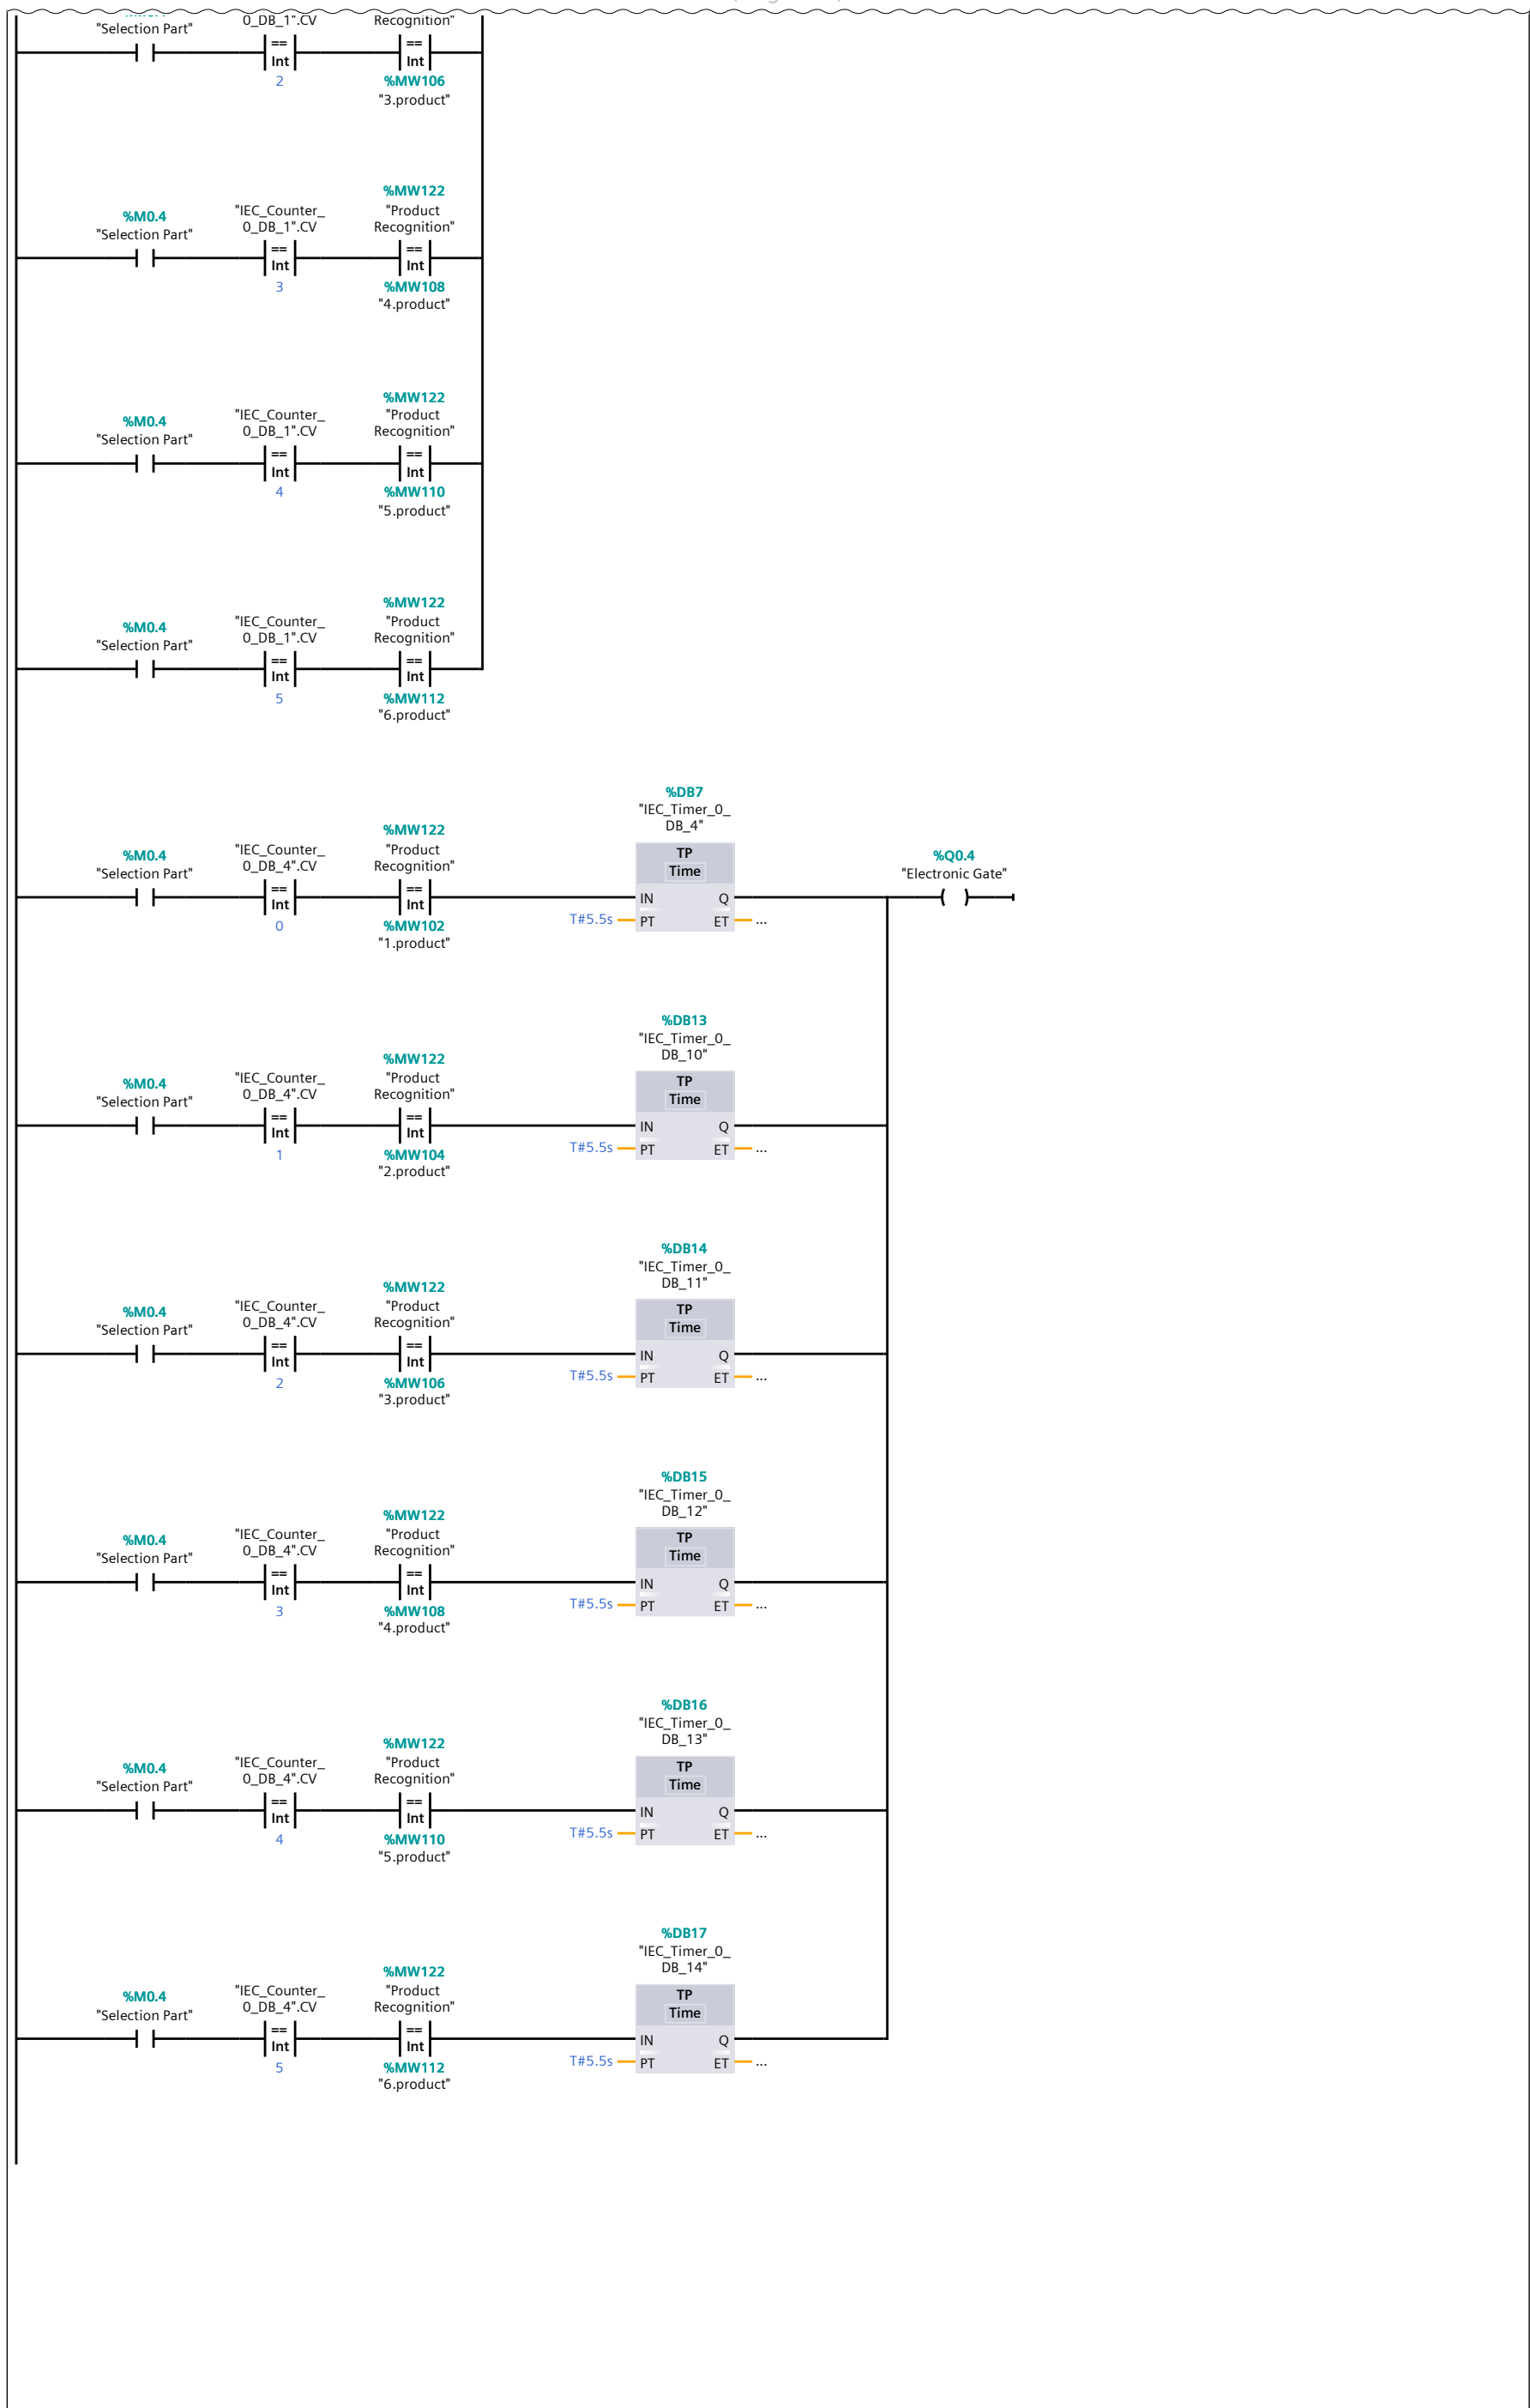 "Selection Part"
0_DB_1".CV
Recognition"
==
Int
==
Int
2
%MW106
"3.product"
%M0.4
"Selection Part"
"IEC_Counter_
0_DB_1".CV
%MW122
"Product
Recognition"
==
Int
==
Int
3
%MW108
"4.product"
%M0.4
"Selection Part"
"IEC_Counter_
0_DB_1".CV
%MW122
"Product
Recognition"
==
Int
==
Int
4
%MW110
"5.product"
%M0.4
"Selection Part"
"IEC_Counter_
0_DB_1".CV
%MW122
"Product
Recognition"
==
Int
==
Int
5
%MW112
"6.product"
%M0.4
"Selection Part"
"IEC_Counter_
0_DB_4".CV
%MW122
"Product
Recognition"
==
Int
==
Int
0
%MW102
"1.product"
%DB7
"IEC_Timer_0_
DB_4"
TP
Time
IN Q
T#5.5s PT ET ...
%Q0.4
"Electronic Gate"
%M0.4
"Selection Part"
"IEC_Counter_
0_DB_4".CV
%MW122
"Product
Recognition"
==
Int
==
Int
1
%MW104
"2.product"
%DB13
"IEC_Timer_0_
DB_10"
TP
Time
IN Q
T#5.5s PT ET ...
%M0.4
"Selection Part"
"IEC_Counter_
0_DB_4".CV
%MW122
"Product
Recognition"
==
Int
==
Int
2
%MW106
"3.product"
%DB14
"IEC_Timer_0_
DB_11"
TP
Time
IN Q
T#5.5s PT ET ...
%M0.4
"Selection Part"
"IEC_Counter_
0_DB_4".CV
%MW122
"Product
Recognition"
==
Int
==
Int
3
%MW108
"4.product"
%DB15
"IEC_Timer_0_
DB_12"
TP
Time
IN Q
T#5.5s PT ET ...
%M0.4
"Selection Part"
"IEC_Counter_
0_DB_4".CV
%MW122
"Product
Recognition"
==
Int
==
Int
4
%MW110
"5.product"
%DB16
"IEC_Timer_0_
DB_13"
TP
Time
IN Q
T#5.5s PT ET ...
%M0.4
"Selection Part"
"IEC_Counter_
0_DB_4".CV
%MW122
"Product
Recognition"
==
Int
==
Int
5
%MW112
"6.product"
%DB17
"IEC_Timer_0_
DB_14"
TP
Time
IN Q
T#5.5s PT ET ...